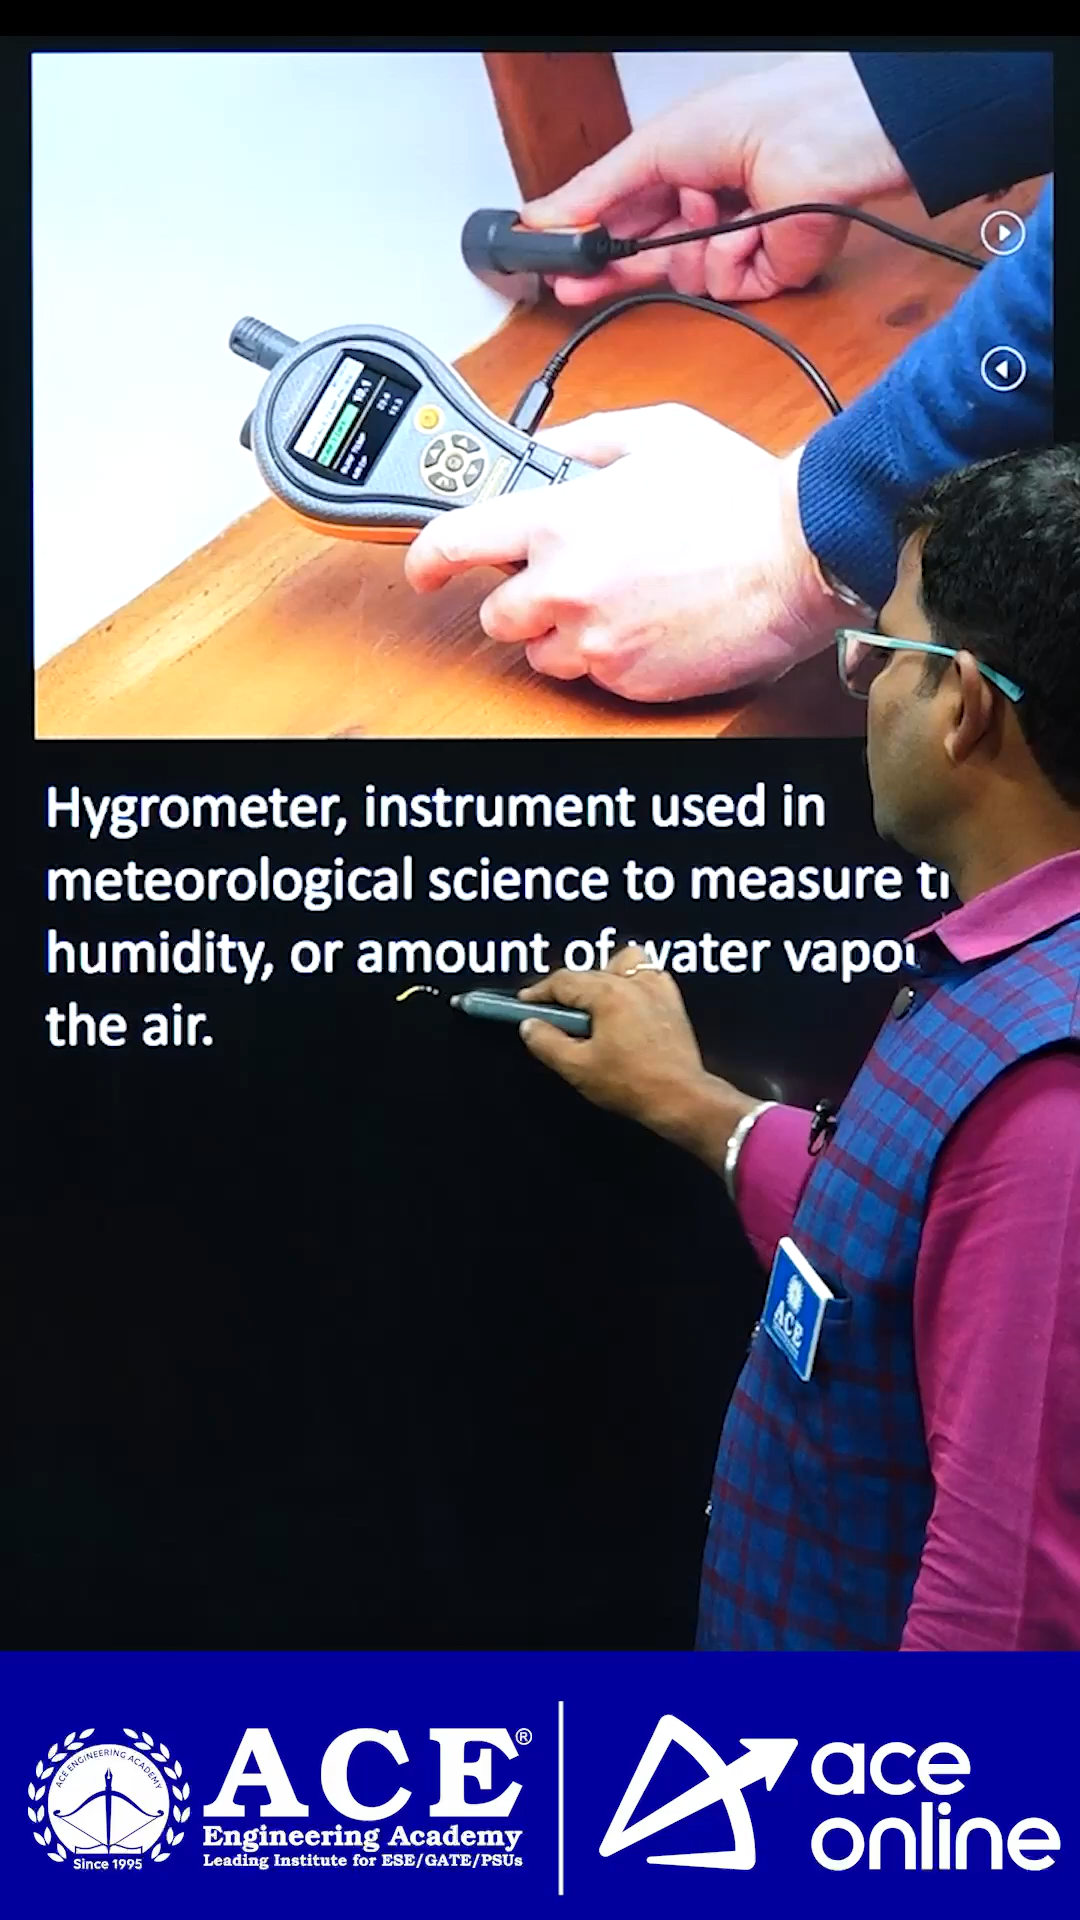 Hygrometer, instrument used in
meteorological science to measure
humidity, or amount of water
the air.
ACE
ACE®
Engineering Academy
Leading Institute for ESE/GATE/PSUs
ACE ENGINEERING ACADEMY
Since 1995
ace
online